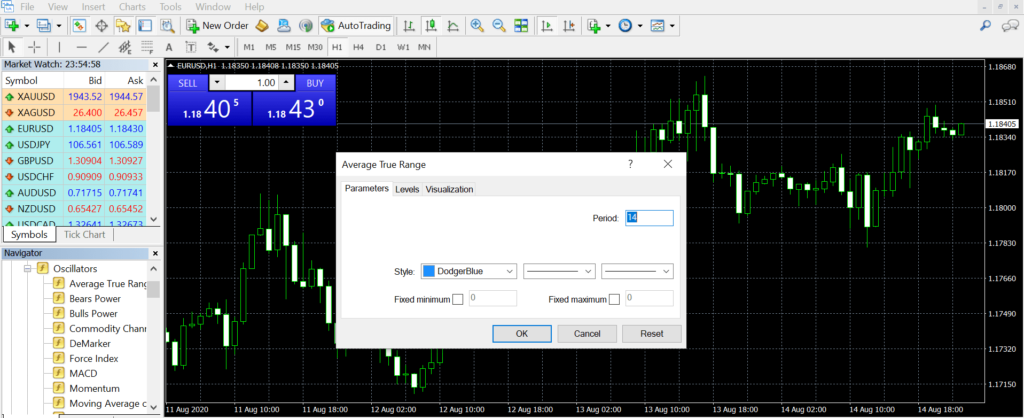 File View Insert Charts Tools Window Help
New Order AutoTrading
A T M1 M5 M15 M30 H1 H4 D1 W1 MN
Market Watch: 23:54:58
Symbol Bid Ask
XAUUSD 1943.52 1944.57
XAGUSD 26.400 26.457
EURUSD 1.18405 1.18430
USDJPY 106.561 106.589
GBPUSD 1.30904 1.30927
USDCHF 0.90909 0.90933
AUDUSD 0.71715 0.71741
NZDUSD 0.65427 0.65452
USDCAD 1.32641 1.32673
Symbols Tick Chart
Navigator
Oscillators
Average True Rang
Bears Power
Bulls Power
Commodity Chann
DeMarker
Force Index
MACD
Momentum
Moving Average o
EURUSD,H1 1.18350 1.18408 1.18350 1.18405
SELL 1.00 BUY
1.18 40 5 1.18 43 0
Average True Range ?
Parameters Levels Visualization
Period: 14
Style: DodgerBlue
Fixed minimum 0 Fixed maximum 0
OK Cancel Reset
1.18680
1.18510
1.18405
1.18340
1.18170
1.18000
1.17830
1.17660
1.17490
1.17320
1.17150
11 Aug 2020 11 Aug 10:00 11 Aug 18:00 12 Aug 02:00 12 Aug 10:00 12 Aug 18:00 13 Aug 02:00 13 Aug 10:00 13 Aug 18:00 14 Aug 02:00 14 Aug 10:00 14 Aug 18:00